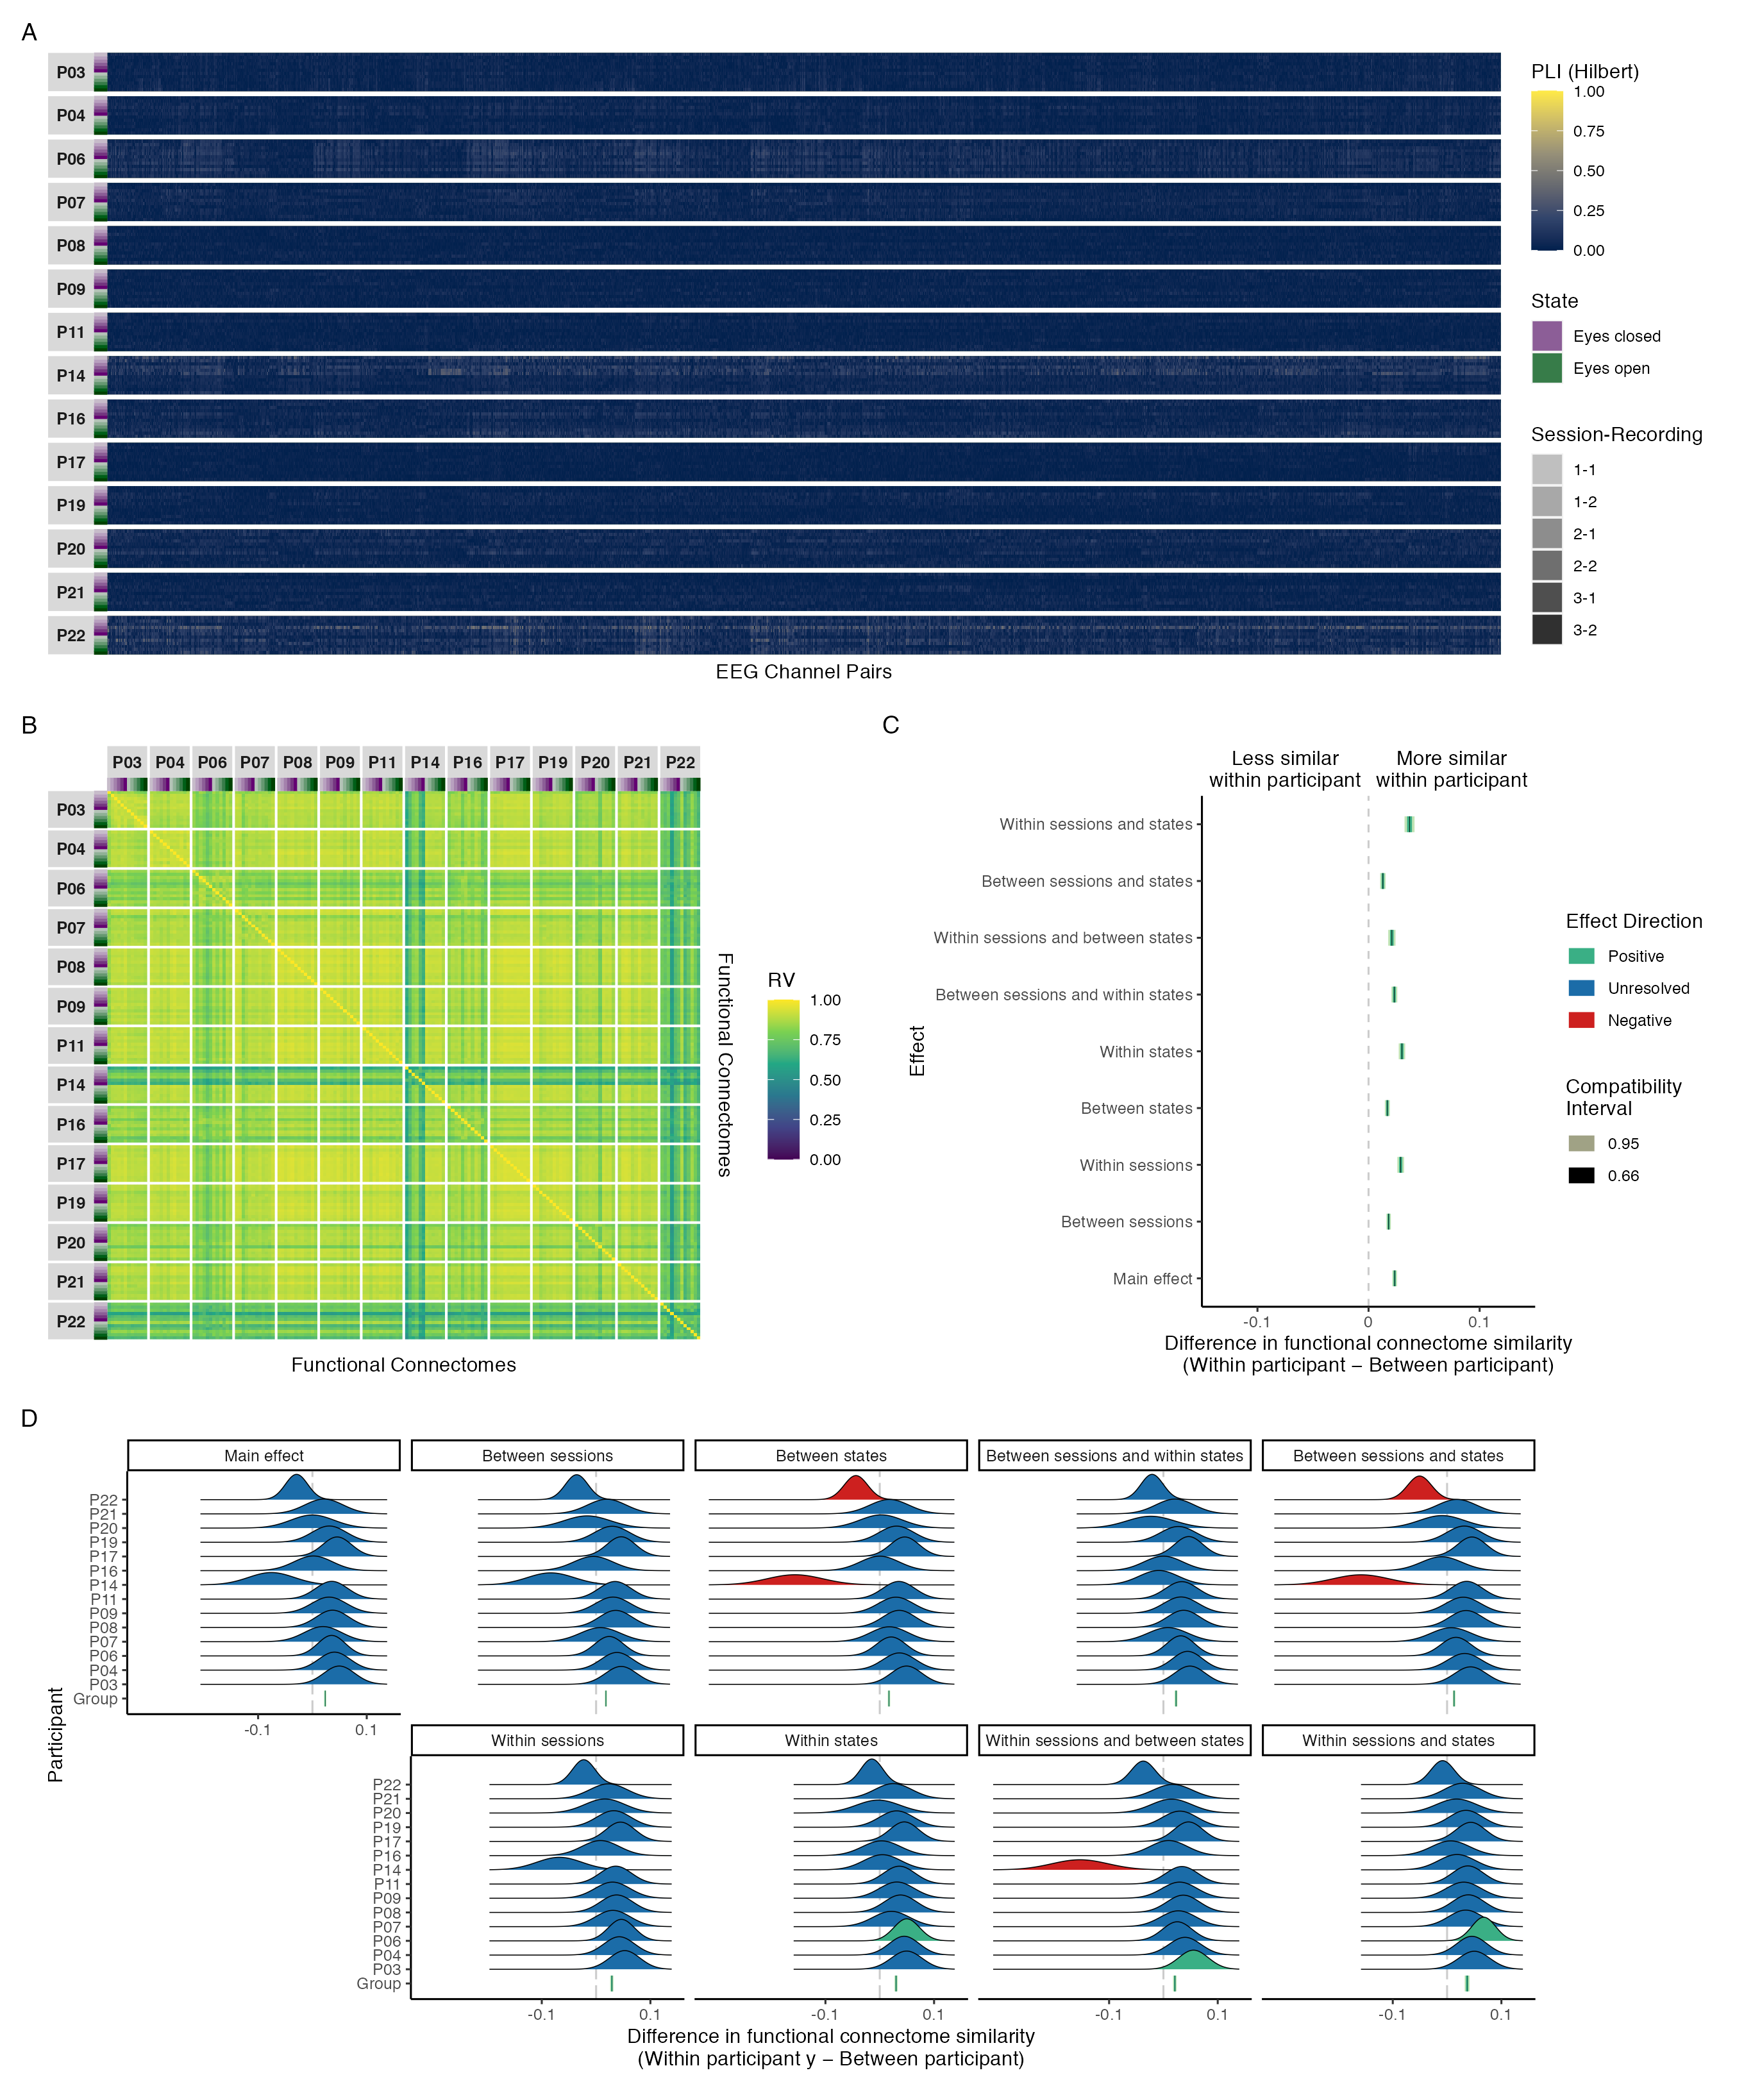 A
P03
P04
P06
P07
P08
P09
P11
P14
P16
P17
P19
P20
P21
P22
EEG Channel Pairs
PLI (Hilbert)
1.00
0.75
0.50
0.25
0.00
State
Eyes closed
Eyes open
Session-Recording
1-1
1-2
2-1
2-2
3-1
3-2
B
P03 P04 P06 P07 P08 P09 P11 P14 P16 P17 P19 P20 P21 P22
P03
P04
P06
P07
P08
P09
P11
P14
P16
P17
P19
P20
P21
P22
Functional Connectomes
Functional Connectomes
RV
1.00
0.75
0.50
0.25
0.00
C
Less similar
within participant
More similar
within participant
Effect
Within sessions and states
Between sessions and states
Within sessions and between states
Between sessions and within states
Within states
Between states
Within sessions
Between sessions
Main effect
-0.1 0 0.1
Difference in functional connectome similarity
(Within participant – Between participant)
Effect Direction
Positive
Unresolved
Negative
Compatibility
Interval
0.95
0.66
D
Participant
Main effect
Between sessions
Between states
Between sessions and within states
Between sessions and states
P22
P21
P20
P19
P17
P16
P14
P11
P09
P08
P07
P06
P04
P03
Group
-0.1 0.1
Within sessions
Within states
Within sessions and between states
Within sessions and states
P22
P21
P20
P19
P17
P16
P14
P11
P09
P08
P07
P06
P04
P03
Group
-0.1 0.1 -0.1 0.1 -0.1 0.1 -0.1 0.1
Difference in functional connectome similarity
(Within participant y – Between participant)